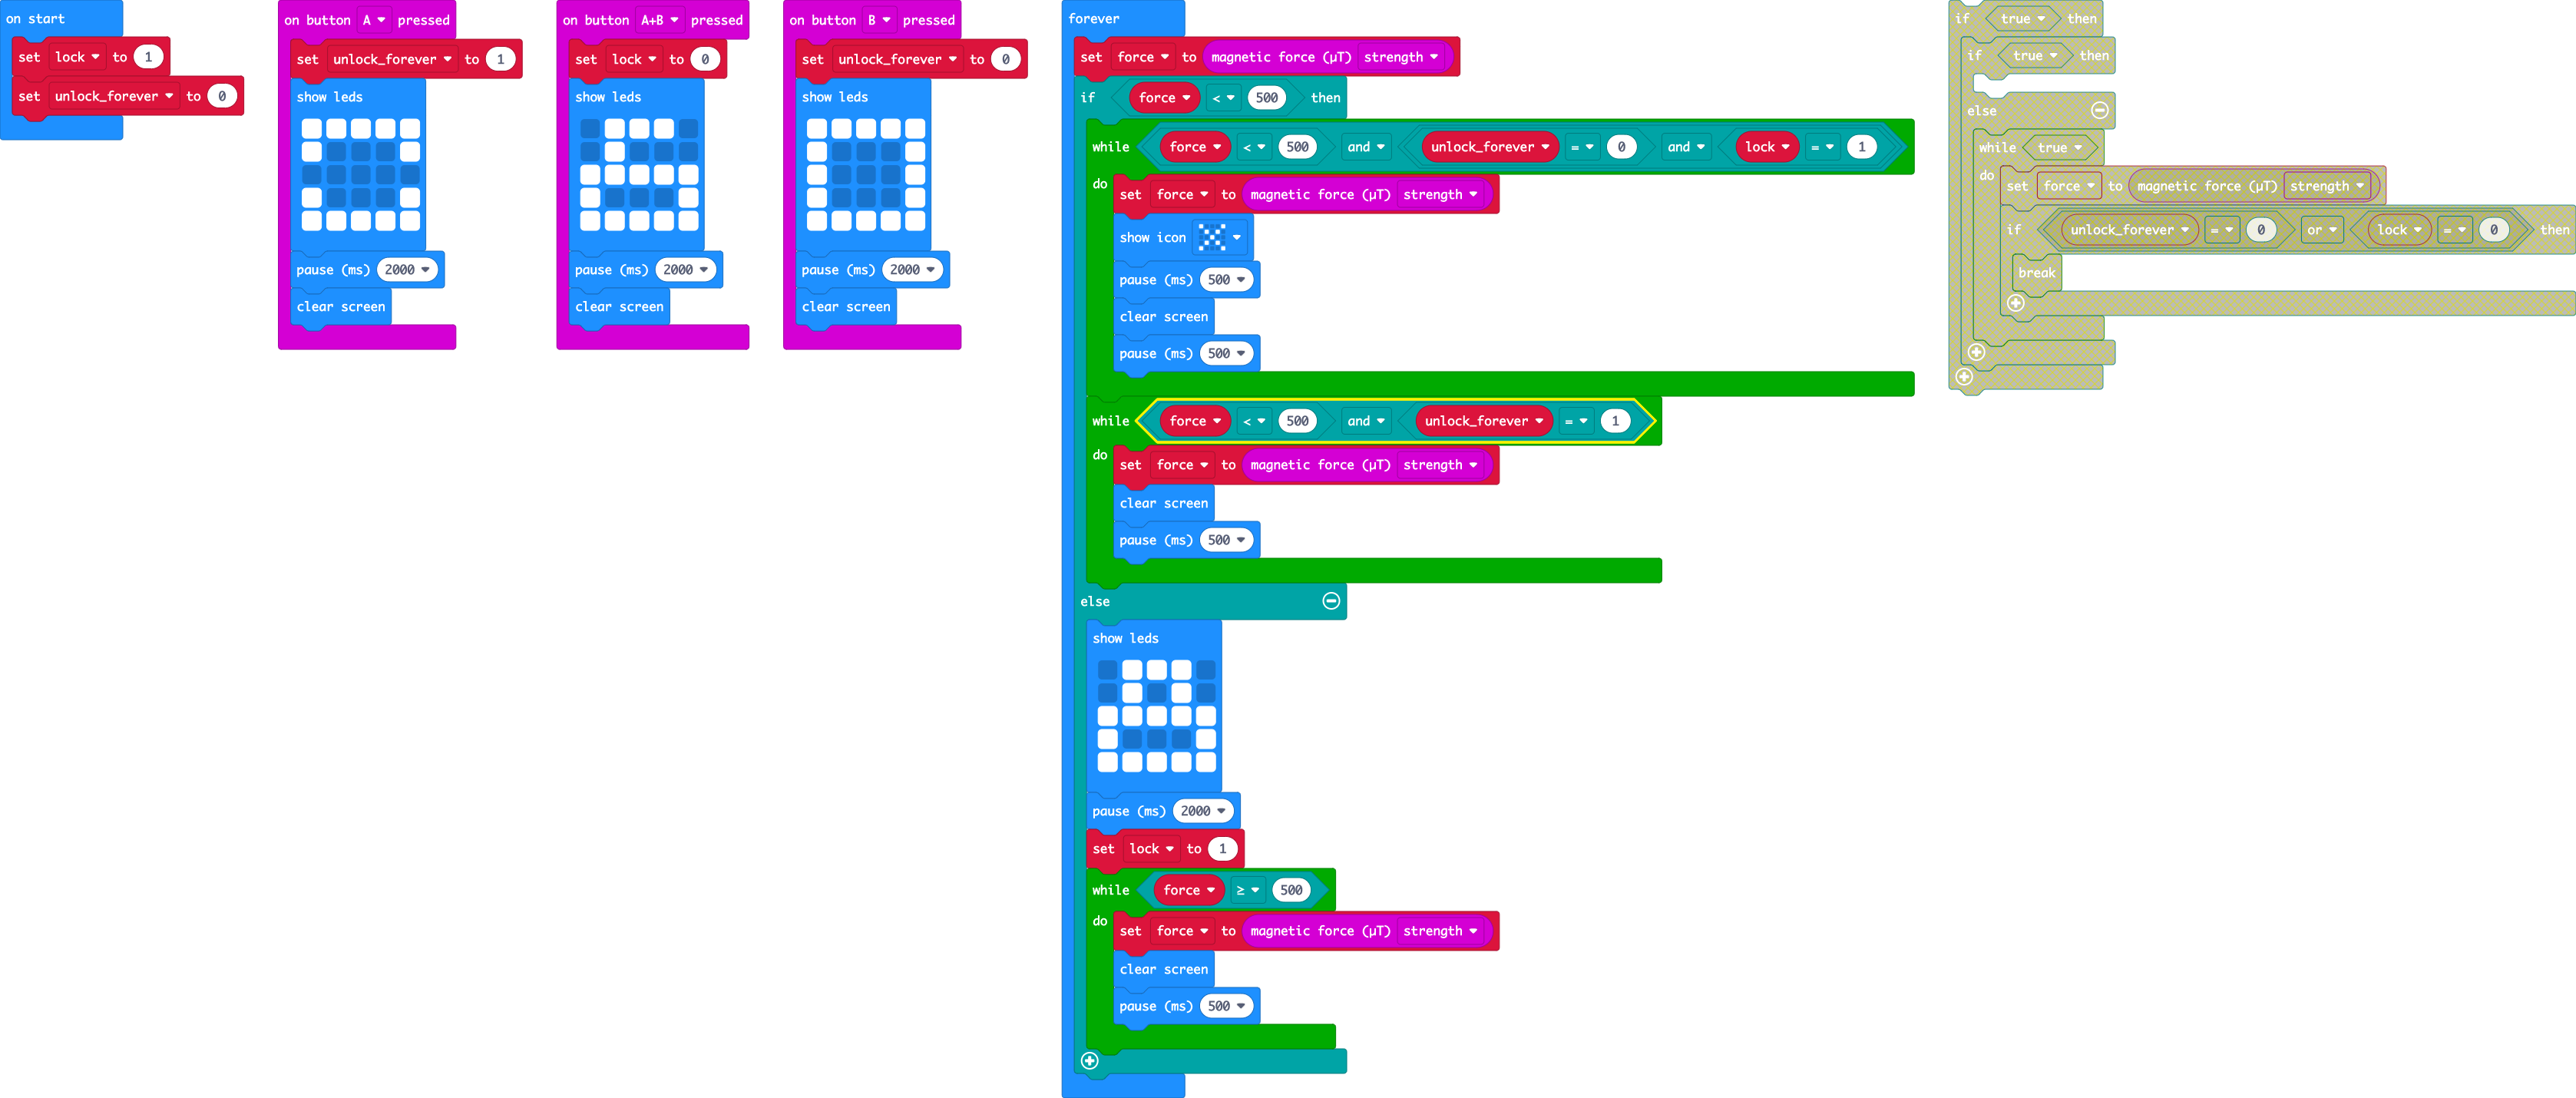 on start
set lock to 1
set unlock_forever to 0
on button A pressed
set unlock_forever to 1
show leds
pause (ms) 2000
clear screen
on button A+B pressed
set lock to 0
show leds
pause (ms) 2000
clear screen
on button B pressed
set unlock_forever to 0
show leds
pause (ms) 2000
clear screen
forever
set force to magnetic force (µT) strength
if force < 500 then
while force < 500 and unlock_forever = 0 and lock = 1
do set force to magnetic force (µT) strength
show icon
pause (ms) 500
clear screen
pause (ms) 500
while force < 500 and unlock_forever = 1
do set force to magnetic force (µT) strength
clear screen
pause (ms) 500
else
show leds
pause (ms) 2000
set lock to 1
while force ≥ 500
do set force to magnetic force (µT) strength
clear screen
pause (ms) 500
if true then
if true then
else
while true
do set force to magnetic force (µT) strength
if unlock_forever = 0 or lock = 0 then
break